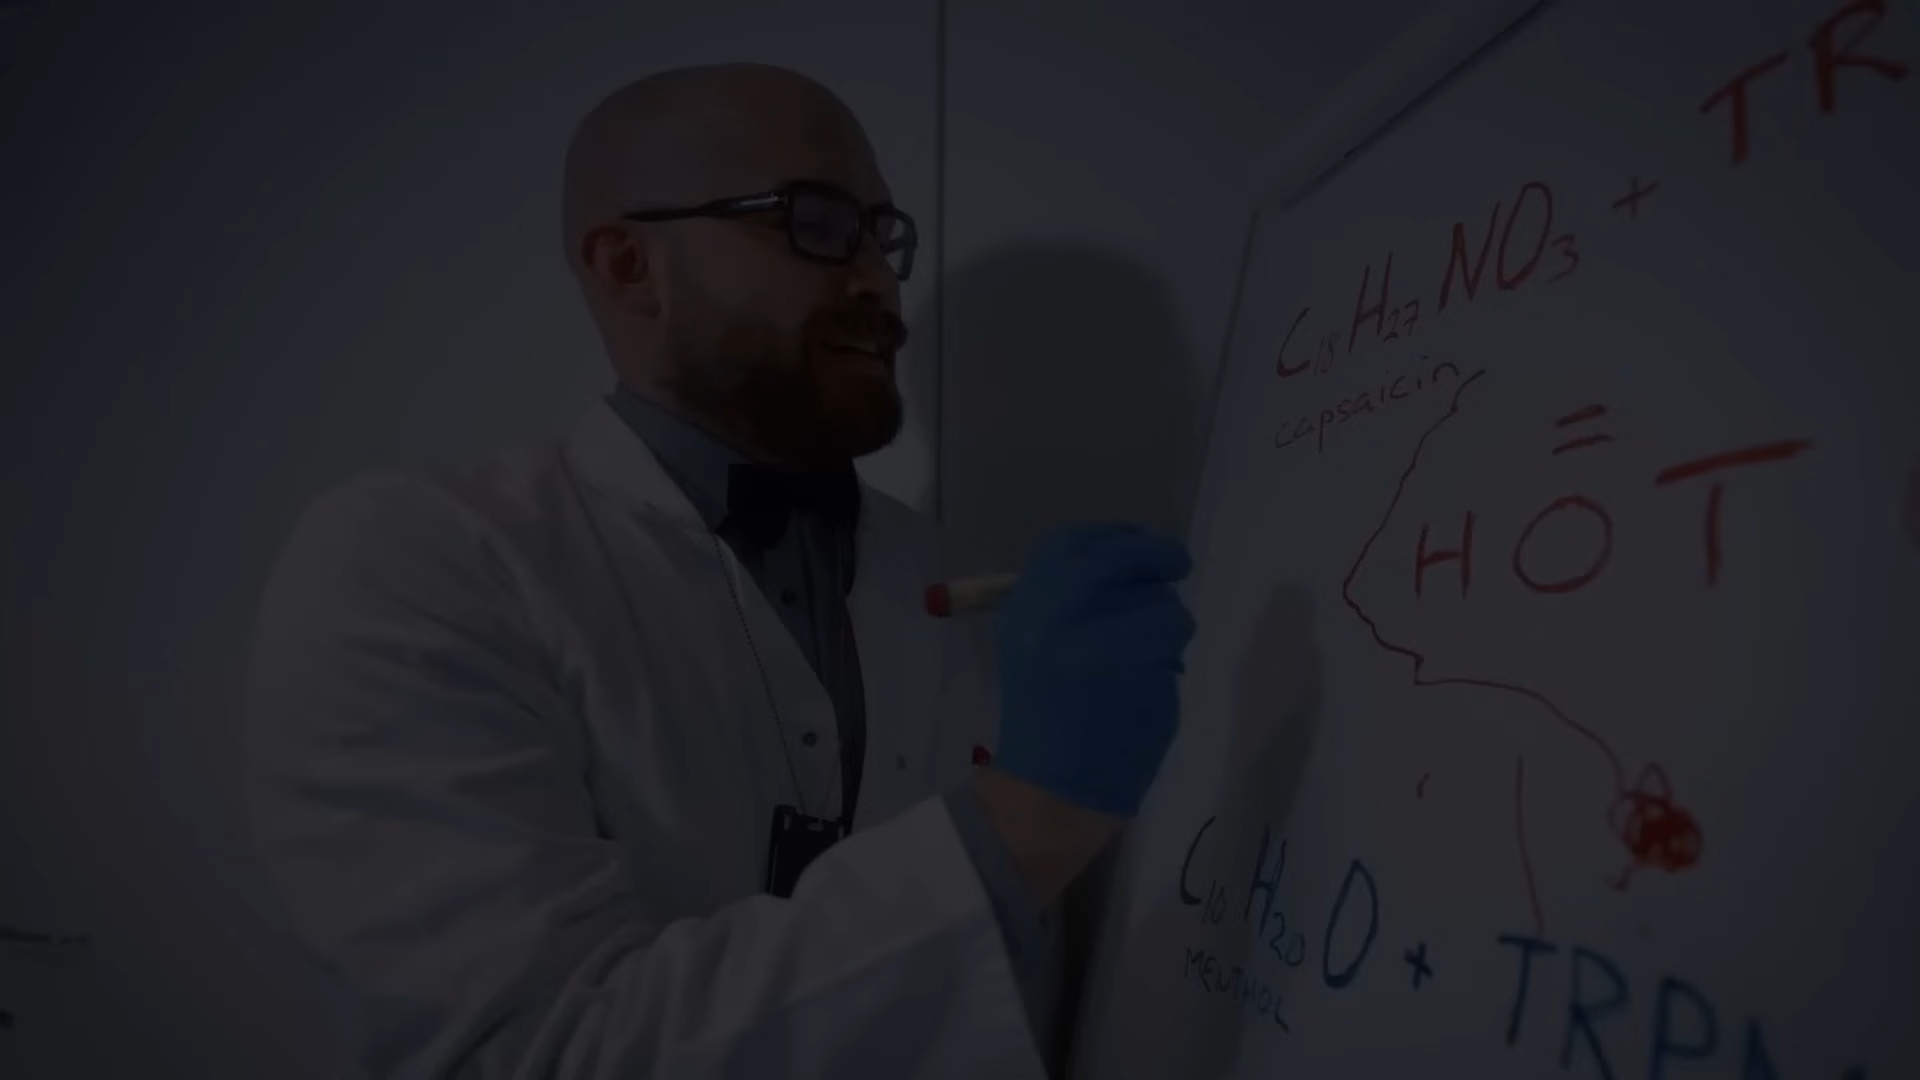 C18H27NO3 + TR
capsaicin
=
HOT
C10H20O + TRPM
MENTHOL